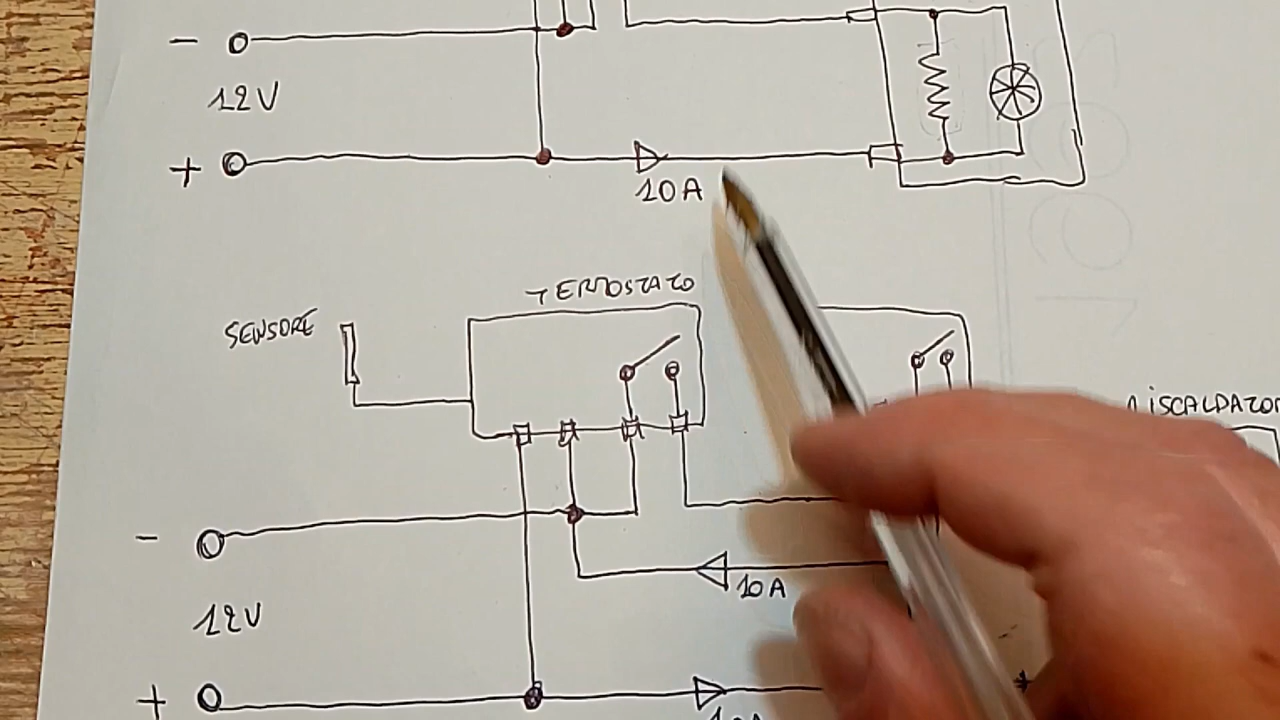 -
12V
+
10A
TERMOSTATO
SENSORE
-
10A
12V
+